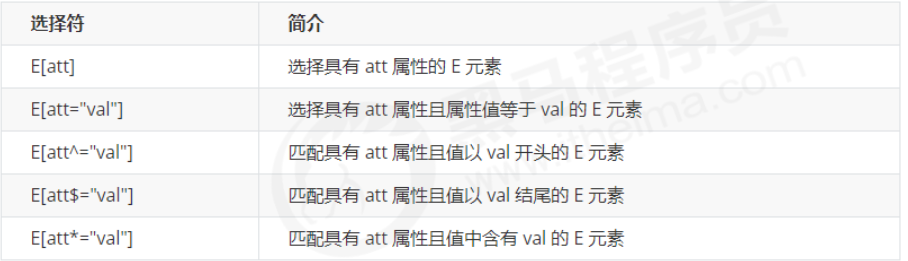 选择符 简介
E[att] 选择具有 att 属性的 E 元素
E[att="val"] 选择具有 att 属性且属性值等于 val 的 E 元素
E[att^="val"] 匹配具有 att 属性且值以 val 开头的 E 元素
E[att$="val"] 匹配具有 att 属性且值以 val 结尾的 E 元素
E[att*="val"] 匹配具有 att 属性且值中含有 val 的 E 元素
黑马程序员
www.itheima.com